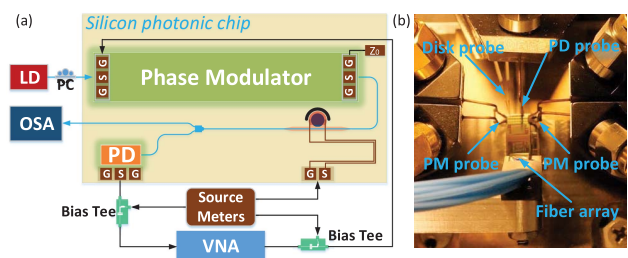 (a)
Silicon photonic chip
G
S
G
Phase Modulator
G
S
G
Z0
LD
PC
OSA
PD
G S G
G S
Bias Tee
Source
Meters
VNA
Bias Tee
(b)
Disk probe
PD probe
PM probe
PM probe
Fiber array